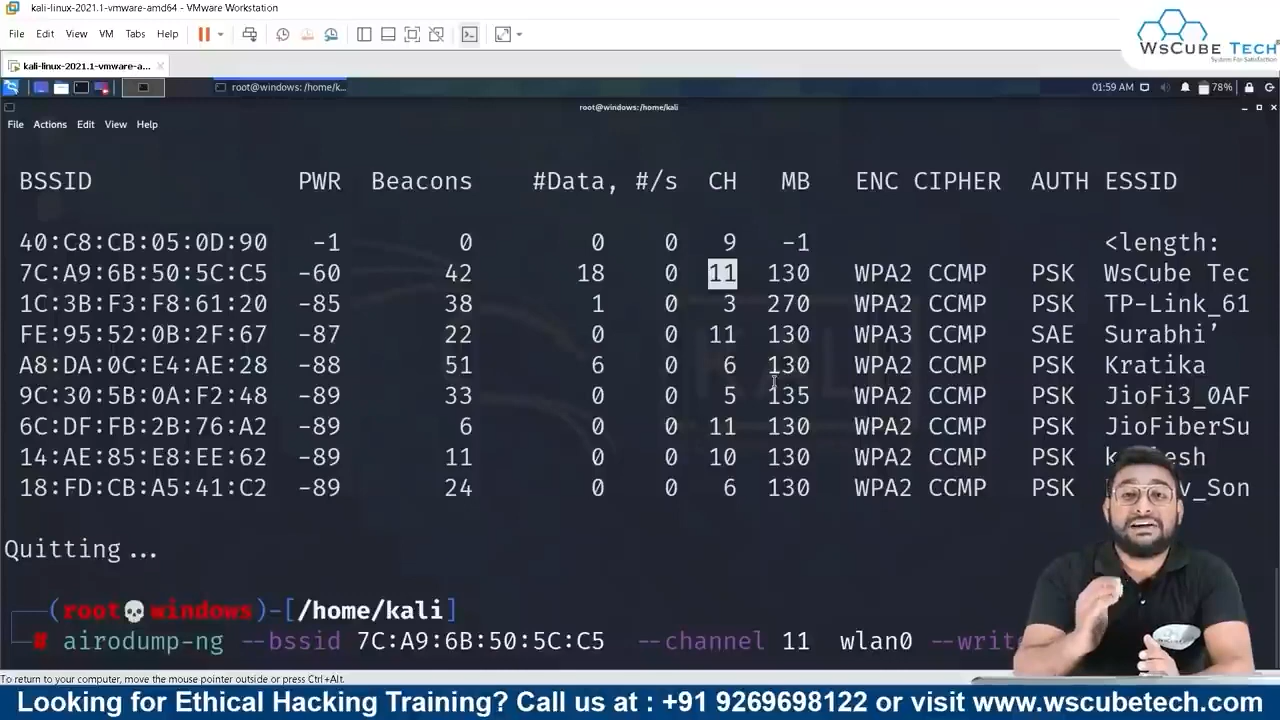 kali-linux-2021.1-vmware-amd64 - VMware Workstation
File Edit View VM Tabs Help
WsCube Tech
System For Satisfaction
kali-linux-2021.1-vmware-a...
root@windows: /home/k... 01:59 AM 78%
root@windows: /home/kali
File Actions Edit View Help
BSSID PWR Beacons #Data, #/s CH MB ENC CIPHER AUTH ESSID
40:C8:CB:05:0D:90 -1 0 0 0 9 -1 <length:
7C:A9:6B:50:5C:C5 -60 42 18 0 11 130 WPA2 CCMP PSK WsCube Tec
1C:3B:F3:F8:61:20 -85 38 1 0 3 270 WPA2 CCMP PSK TP-Link_61
FE:95:52:0B:2F:67 -87 22 0 0 11 130 WPA3 CCMP SAE Surabhi’
A8:DA:0C:E4:AE:28 -88 51 6 0 6 130 WPA2 CCMP PSK Kratika
9C:30:5B:0A:F2:48 -89 33 0 0 5 135 WPA2 CCMP PSK JioFi3_0AF
6C:DF:FB:2B:76:A2 -89 6 0 0 11 130 WPA2 CCMP PSK JioFiberSu
14:AE:85:E8:EE:62 -89 11 0 0 10 130 WPA2 CCMP PSK
18:FD:CB:A5:41:C2 -89 24 0 0 6 130 WPA2 CCMP PSK
Quitting...
(root💀windows)-[/home/kali]
# airodump-ng --bssid 7C:A9:6B:50:5C:C5 --channel 11 wlan0 --write
To return to your computer, move the mouse pointer outside or press Ctrl+Alt.
Looking for Ethical Hacking Training? Call us at : +91 9269698122 or visit www.wscubetech.com